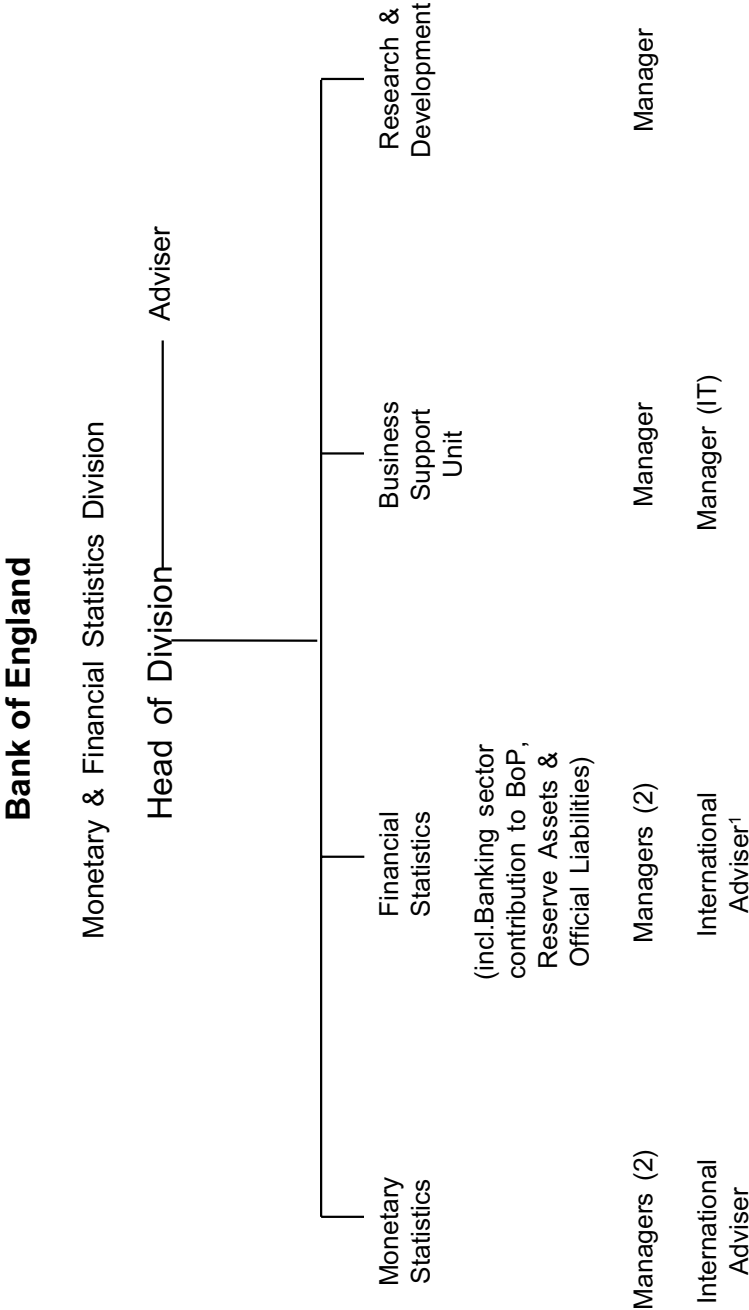 Bank of England
Monetary & Financial Statistics Division
Head of Division
Adviser
Monetary
Statistics
Managers (2)
International
Adviser
Financial
Statistics
(incl.Banking sector
contribution to BoP,
Reserve Assets &
Official Liabilities)
Managers (2)
International
Adviser¹
Business
Support
Unit
Manager
Manager (IT)
Research &
Development
Manager